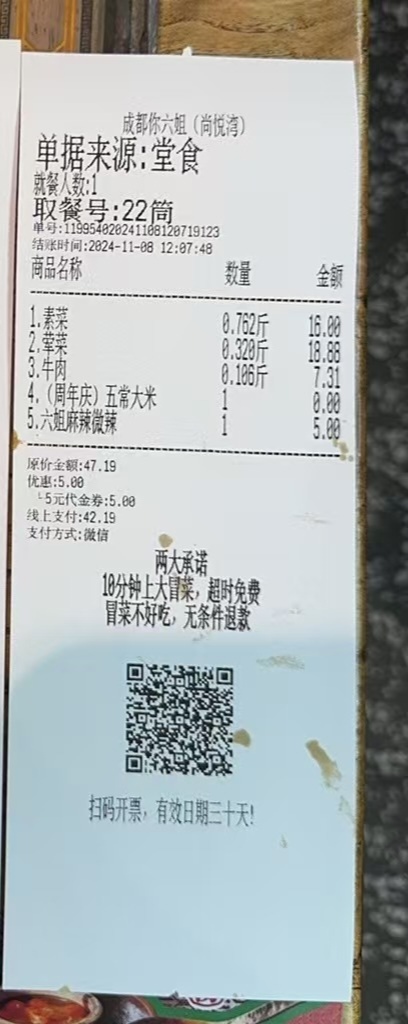 成都你六姐（尚悦湾）
单据来源:堂食
就餐人数:1
取餐号:22筒
单号:119954020241108120719123
结账时间:2024-11-08 12:07:48
商品名称 数量 金额
1.素菜 0.762斤 16.00
2.荤菜 0.320斤 18.88
3.牛肉 0.106斤 7.31
4.（周年庆）五常大米 1 0.00
5.六姐麻辣微辣 1 5.00
原价金额:47.19
优惠:5.00
└5元代金券:5.00
线上支付:42.19
支付方式:微信
两大承诺
10分钟上大冒菜，超时免费
冒菜不好吃，无条件退款
扫码开票，有效日期三十天!